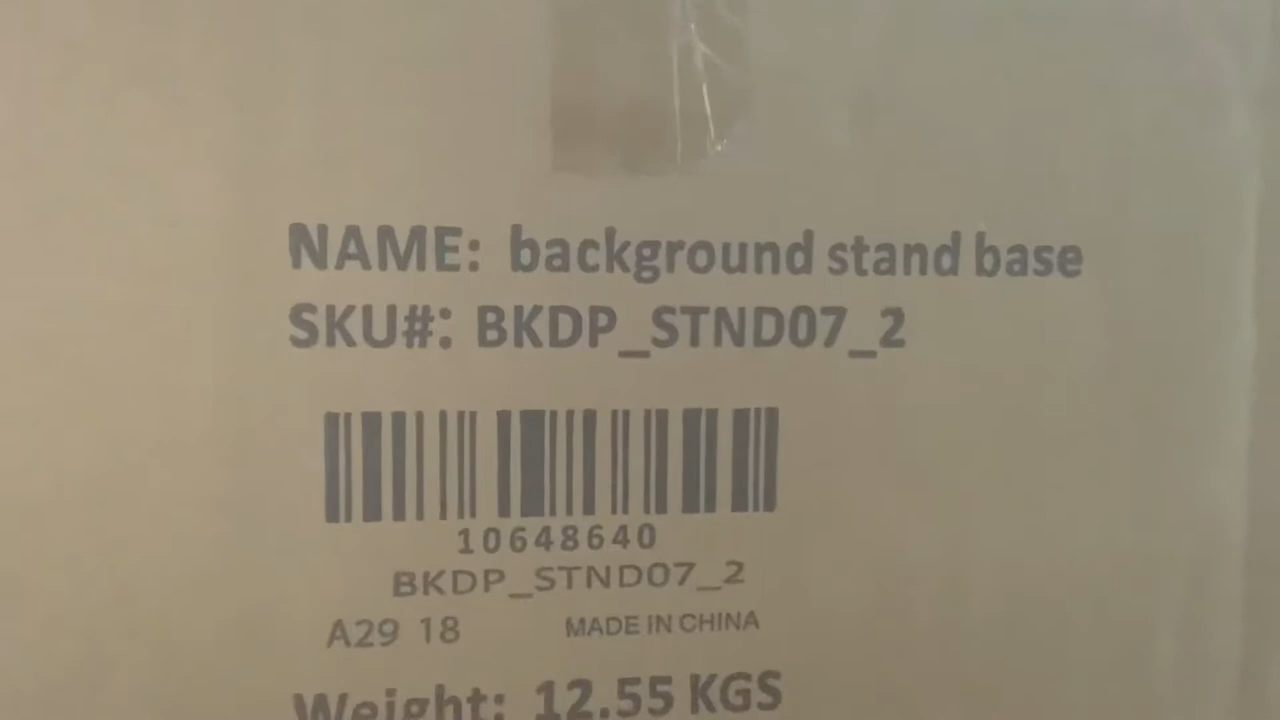 NAME: background stand base
SKU#: BKDP_STND07_2
10648640
BKDP_STND07_2
A29 18 MADE IN CHINA
Weight: 12.55 KGS